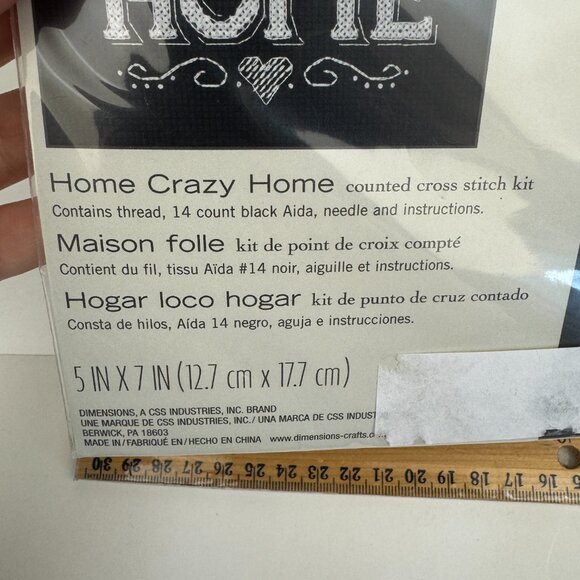 HOME
Home Crazy Home counted cross stitch kit
Contains thread, 14 count black Aida, needle and instructions.
Maison folle kit de point de croix compté
Contient du fil, tissu Aïda #14 noir, aiguille et instructions.
Hogar loco hogar kit de punto de cruz contado
Consta de hilos, Aída 14 negro, aguja e instrucciones.
5 IN X 7 IN (12.7 cm x 17.7 cm)
DIMENSIONS, A CSS INDUSTRIES, INC. BRAND
UNE MARQUE DE CSS INDUSTRIES, INC./ UNA MARCA DE CSS INDUST
BERWICK, PA 18603
MADE IN/ FABRIQUÉ EN/ HECHO EN CHINA www.dimensions-crafts.c
30 29 28 27 26 25 24 23 22 21 20 19 18 17 16